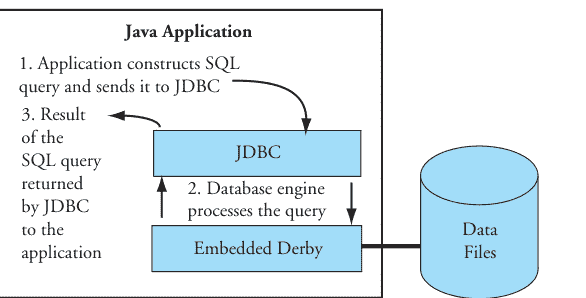 Java Application
1. Application constructs SQL
query and sends it to JDBC
3. Result
of the
SQL query
returned
by JDBC
to the
application
JDBC
2. Database engine
processes the query
Embedded Derby
Data
Files